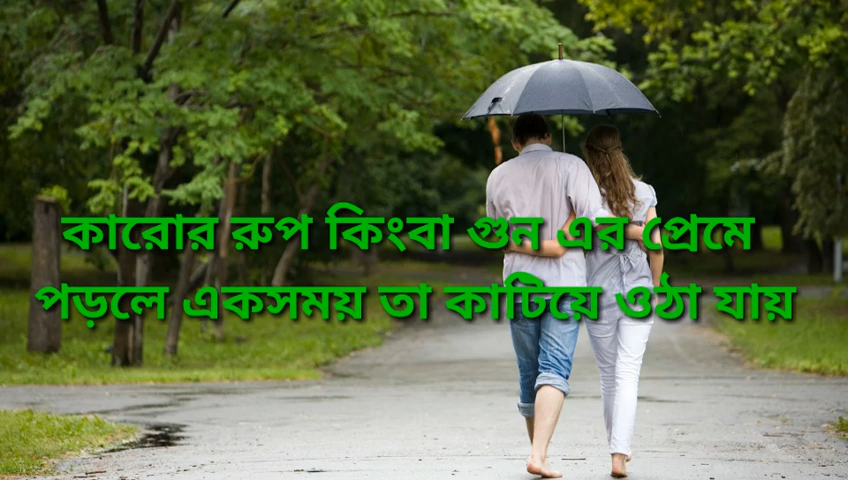 কারোর রুপ কিংবা গুন এর প্রেমে
পড়লে একসময় তা কাটিয়ে ওঠা যায়